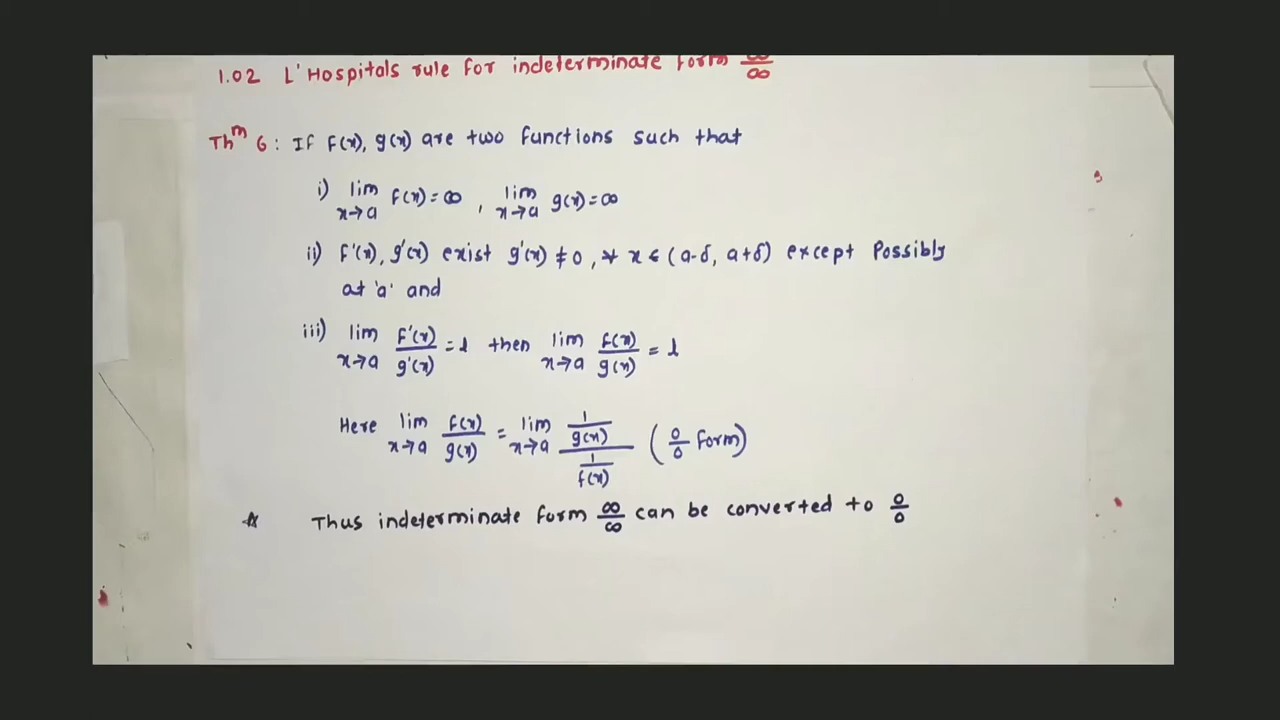 1.02 L'Hospitals rule for indeterminate form ∞/∞
Thm 6: If f(x), g(x) are two functions such that
i) lim x→a f(x)=∞, lim x→a g(x)=∞
ii) f'(x), g'(x) exist g'(x) ≠ 0, ∀ x ∈ (a-δ, a+δ) except possibly
at 'a' and
iii) lim x→a f'(x)/g'(x) = l then lim x→a f(x)/g(x) = l
Here lim x→a f(x)/g(x) = lim x→a (1/g(x))/(1/f(x)) (0/0 form)
☆ Thus indeterminate form ∞/∞ can be converted to 0/0